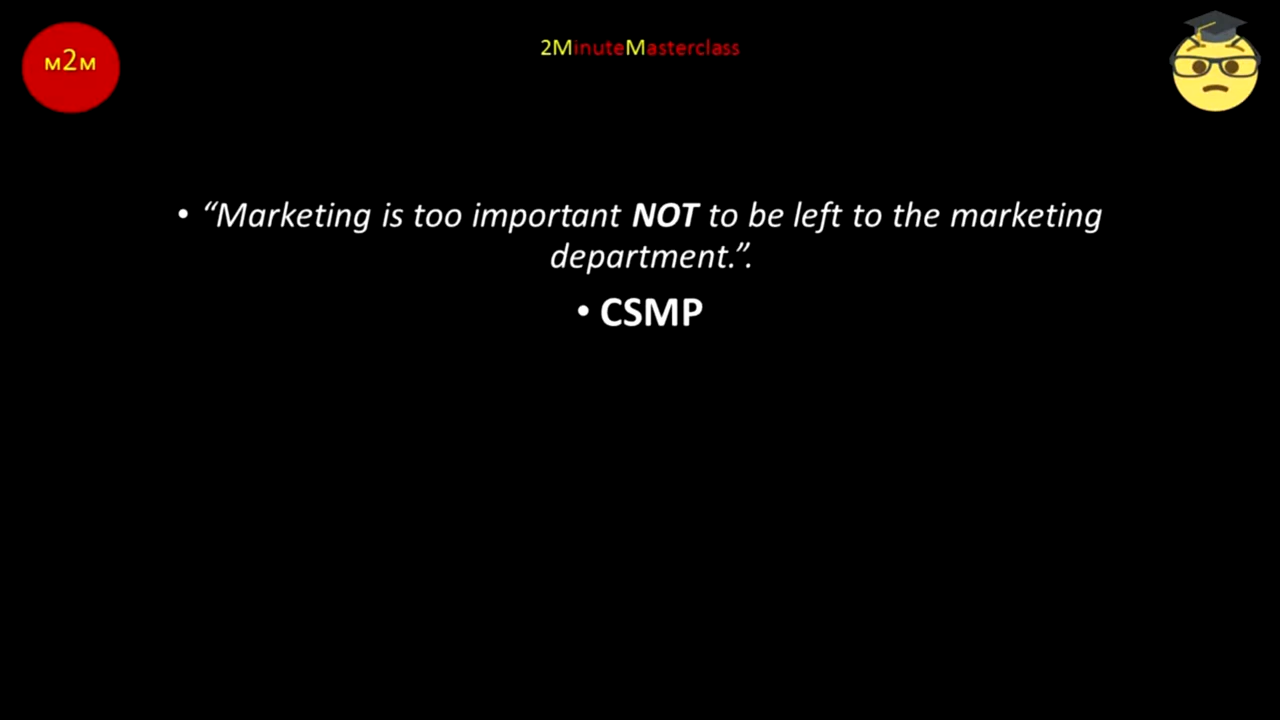 M2M
2MinuteMasterclass
• “Marketing is too important NOT to be left to the marketing
department.”.
• CSMP